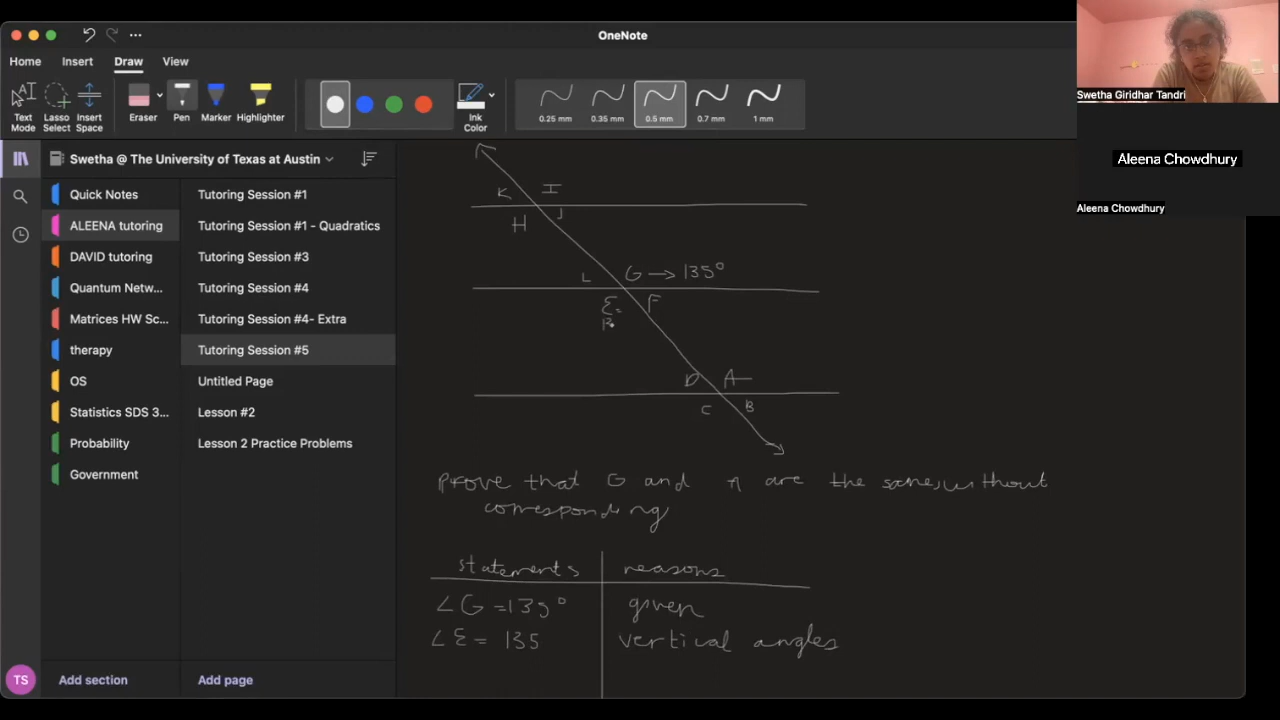 OneNote
Home Insert Draw View
Text Mode
Lasso Select
Insert Space
Eraser
Pen
Marker
Highlighter
Ink Color
0.25 mm
0.35 mm
0.5 mm
0.7 mm
1 mm
Swetha Giridhar Tandri
Aleena Chowdhury
Aleena Chowdhury
Swetha @ The University of Texas at Austin
Quick Notes
ALEENA tutoring
DAVID tutoring
Quantum Netw...
Matrices HW Sc...
therapy
OS
Statistics SDS 3...
Probability
Government
Tutoring Session #1
Tutoring Session #1 - Quadratics
Tutoring Session #3
Tutoring Session #4
Tutoring Session #4- Extra
Tutoring Session #5
Untitled Page
Lesson #2
Lesson 2 Practice Problems
TS
Add section
Add page
K I
H J
L G → 135°
E= F
D A
C B
Prove that G and A are the same, without
corresponding
statements reasons
∠G = 135° given
∠E = 135 vertical angles